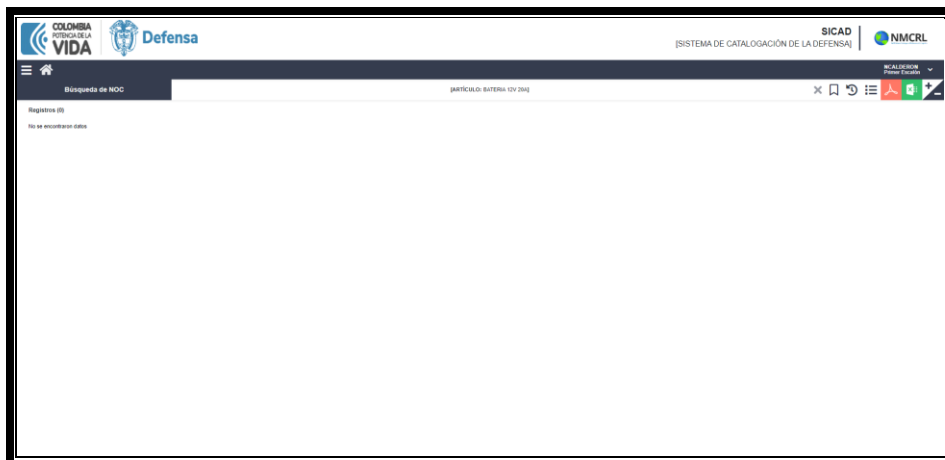 COLOMBIA
POTENCIA DE LA
VIDA
Defensa
SICAD
[SISTEMA DE CATALOGACIÓN DE LA DEFENSA]
NMCRL
NCALDERON
Primer Escalón
Búsqueda de NOC
[ARTÍCULO: BATERIA 12V 28A]
Registros (0)
No se encontraron datos